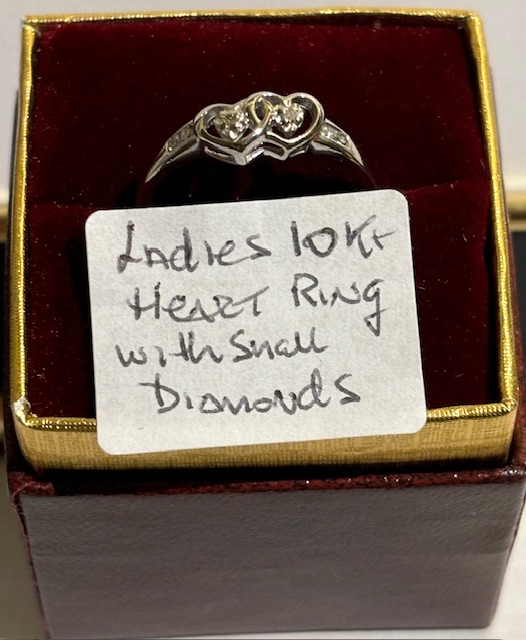 Ladies 10Kt
Heart Ring
with Small
Diamonds